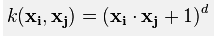 k(𝐱ᵢ, 𝐱ⱼ) = (𝐱ᵢ · 𝐱ⱼ + 1)ᵈ